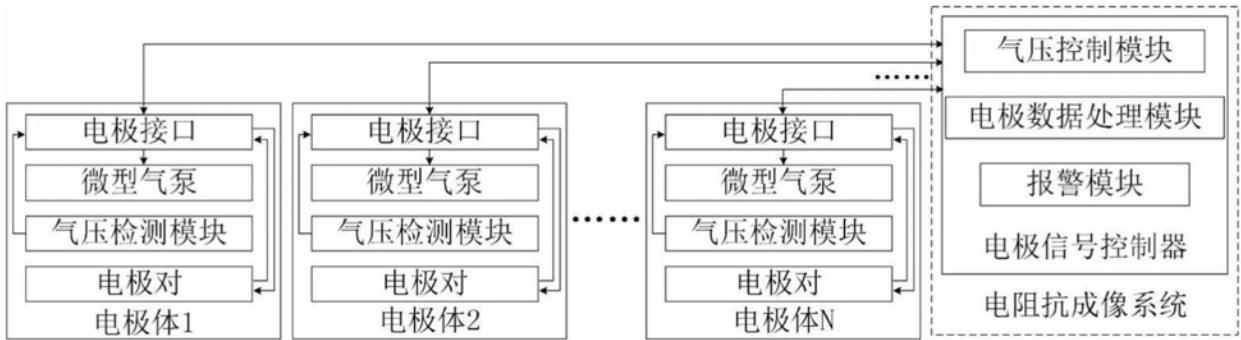 电极接口
微型气泵
气压检测模块
电极对
电极体1
电极接口
微型气泵
气压检测模块
电极对
电极体2
······
电极接口
微型气泵
气压检测模块
电极对
电极体N
······
气压控制模块
电极数据处理模块
报警模块
电极信号控制器
电阻抗成像系统